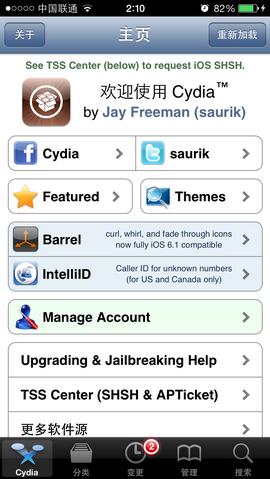 中国联通 2:10 82%
关于 主页 重新加载
See TSS Center (below) to request iOS SHSH.
欢迎使用 Cydia™
by Jay Freeman (saurik)
Cydia saurik
Featured Themes
Barrel curl, whirl, and fade through icons
now fully iOS 6.1 compatible
IntelliID Caller ID for unknown numbers
(for US and Canada only)
Manage Account
Upgrading & Jailbreaking Help
TSS Center (SHSH & APTicket)
更多软件源
2
Cydia 分类 变更 管理 搜索